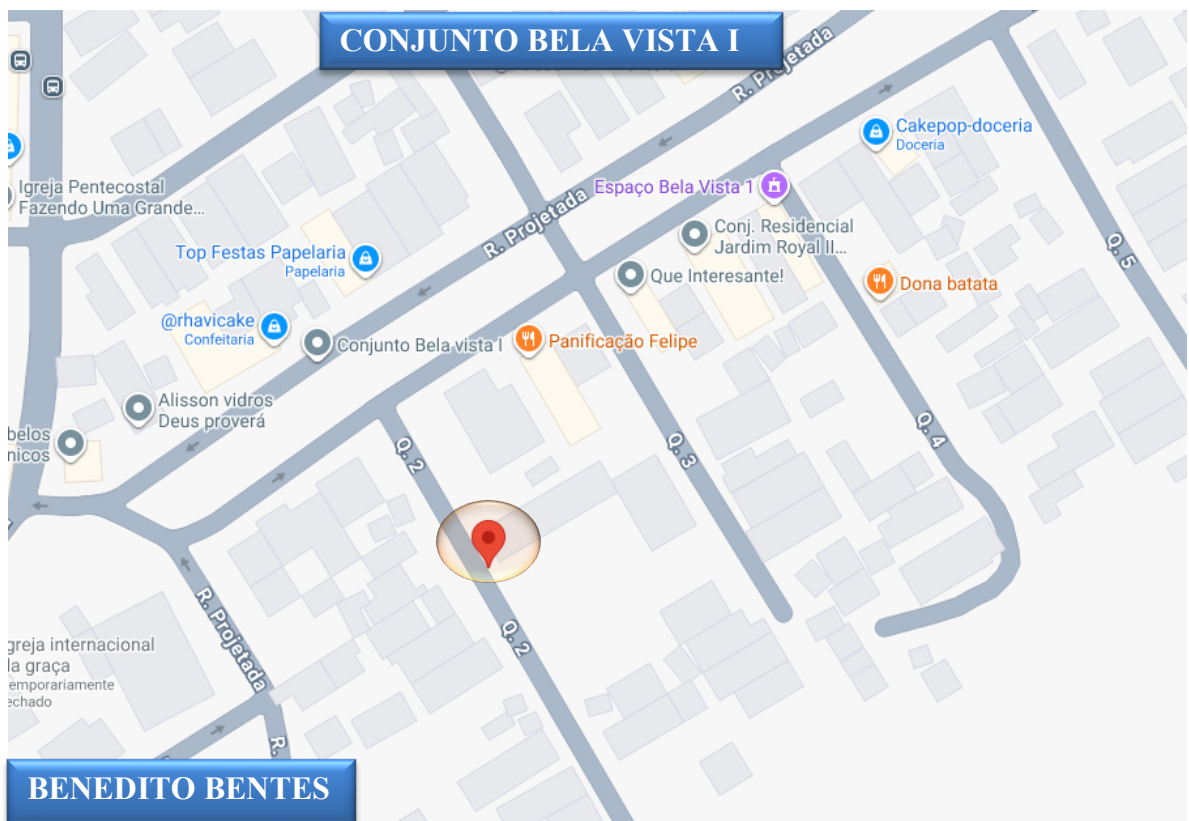 CONJUNTO BELA VISTA I
R. Projetada
Cakepop-doceria
Doceria
Igreja Pentecostal
Fazendo Uma Grande...
Espaço Bela Vista 1
R. Projetada
Conj. Residencial
Jardim Royal II...
Q. 5
Top Festas Papelaria
Papelaria
Que Interesante!
Dona batata
@rhavicake
Confeitaria
Conjunto Bela vista I
Panificação Felipe
Alisson vidros
Deus proverá
belos
nicos
Q. 2
Q. 3
Q. 4
R. Projetada
Q. 2
greja internacional
la graça
emporariamente
echado
R.
BENEDITO BENTES